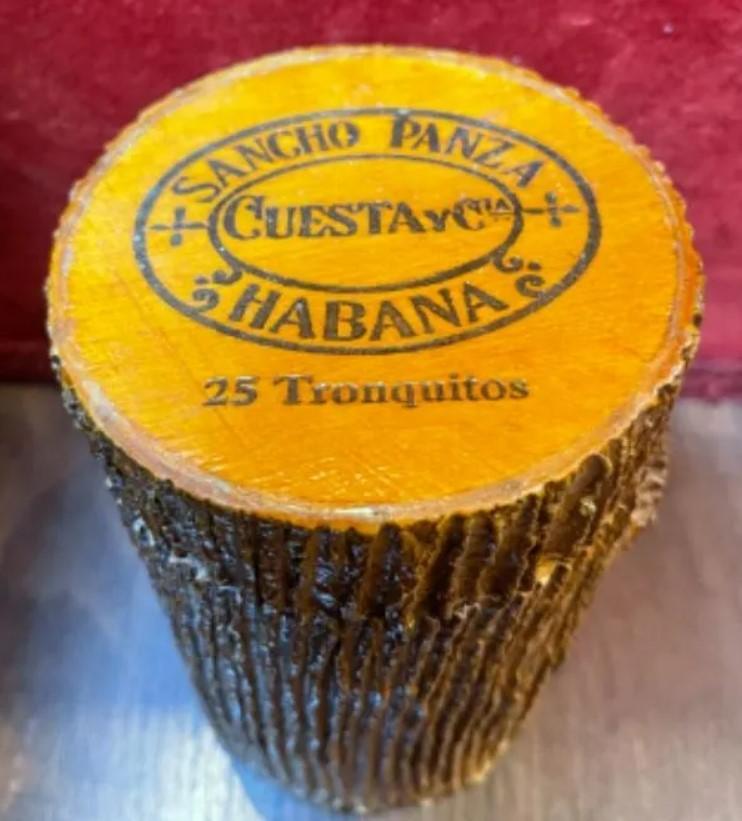 SANCHO PANZA
CUESTA Y CIA
HABANA
25 Tronquitos